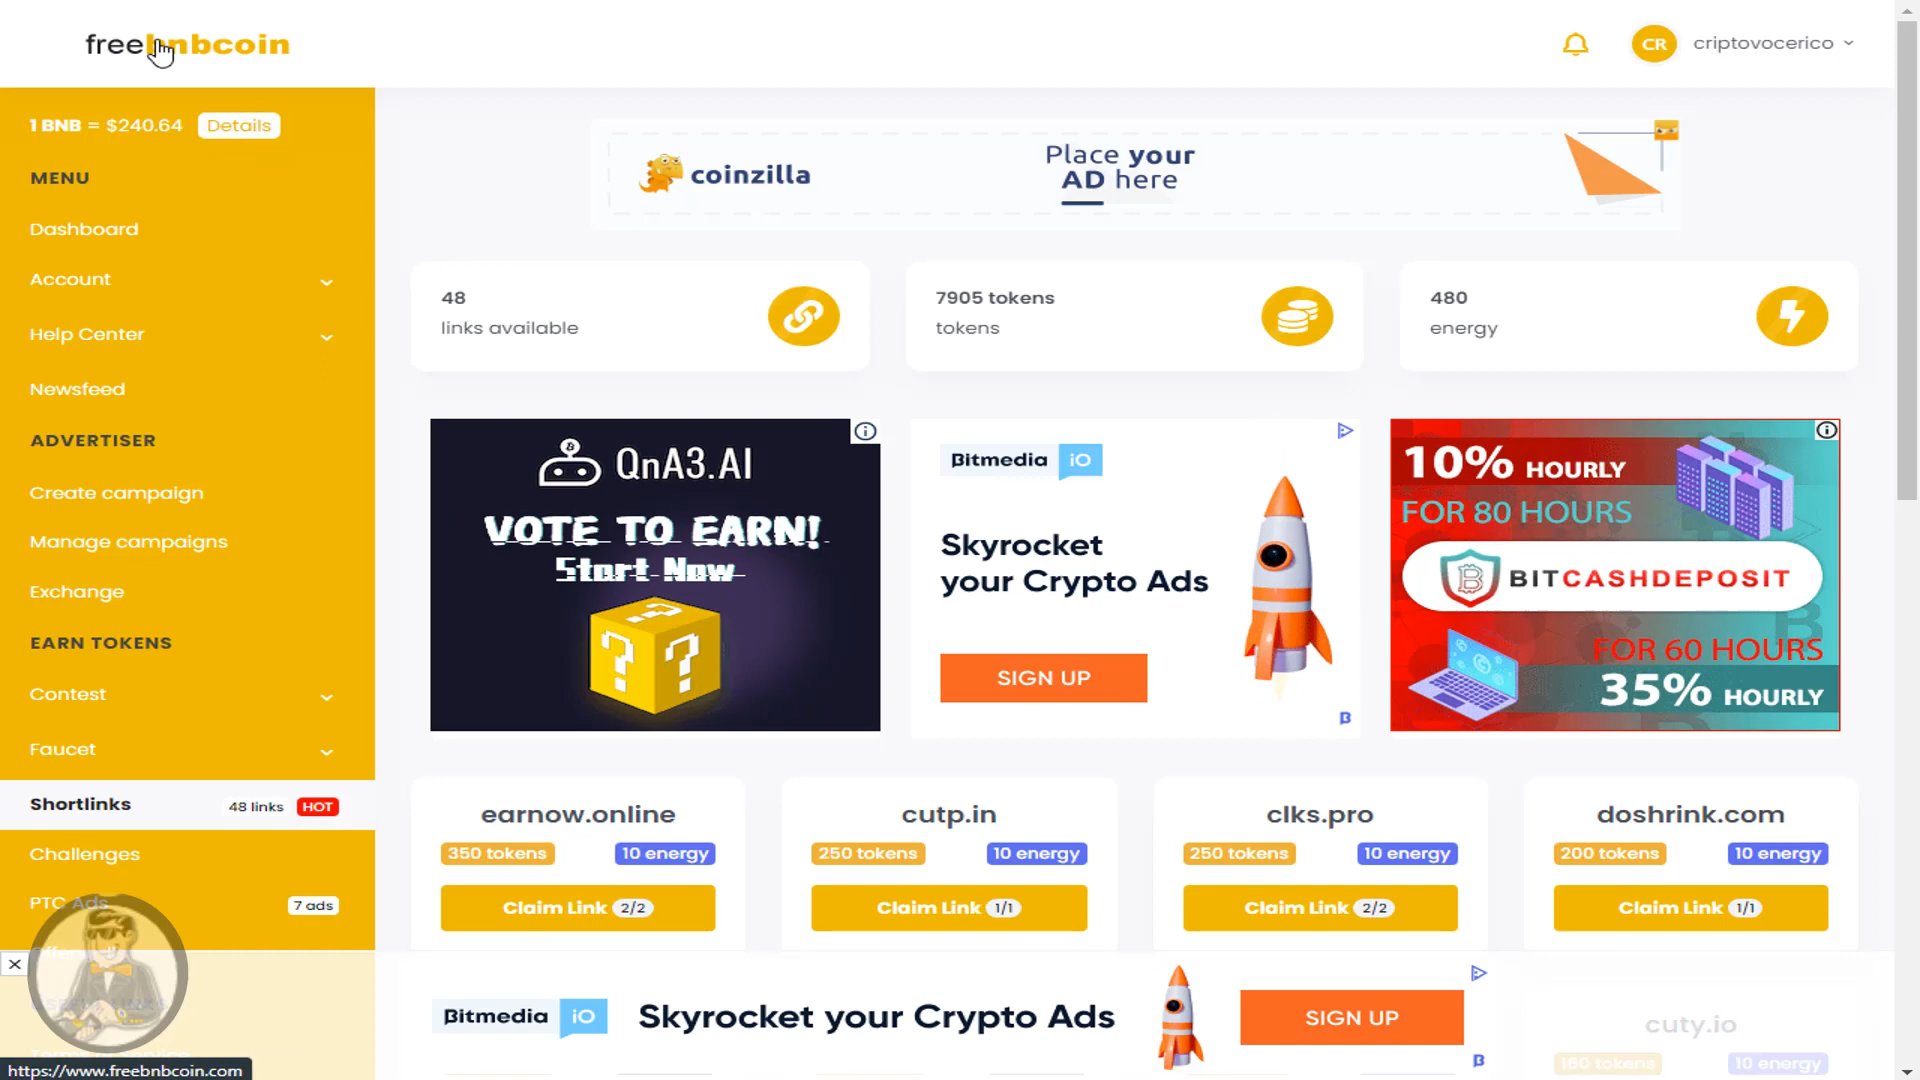 freebnbcoin
CR
criptovocerico
1 BNB = $240.64
Details
MENU
Dashboard
Account
Help Center
Newsfeed
ADVERTISER
Create campaign
Manage campaigns
Exchange
EARN TOKENS
Contest
Faucet
Shortlinks
48 links
HOT
Challenges
PTC Ads
7 ads
coinzilla
Place your
AD here
48
links available
7905 tokens
tokens
480
energy
QnA3.AI
VOTE TO EARN!
Start Now
Bitmedia iO
Skyrocket
your Crypto Ads
SIGN UP
10% HOURLY
FOR 80 HOURS
BITCASHDEPOSIT
FOR 60 HOURS
35% HOURLY
earnow.online
350 tokens
10 energy
Claim Link 2/2
cutp.in
250 tokens
10 energy
Claim Link 1/1
clks.pro
250 tokens
10 energy
Claim Link 2/2
doshrink.com
200 tokens
10 energy
Claim Link 1/1
Bitmedia iO
Skyrocket your Crypto Ads
SIGN UP
cuty.io
160 tokens
10 energy
https://www.freebnbcoin.com